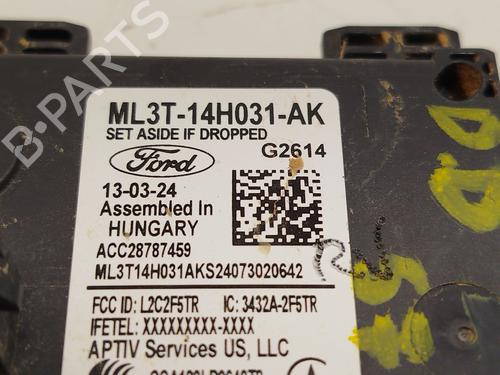 ML3T-14H031-AK
SET ASIDE IF DROPPED
Ford
G2614
13-03-24
Assembled In
HUNGARY
ACC28787459
ML3T14H031AKS24073020642
FCC ID: L2C2F5TR IC: 3432A-2F5TR
IFETEL: XXXXXXXXX-XXXX
APTIV Services US, LLC
B-Parts